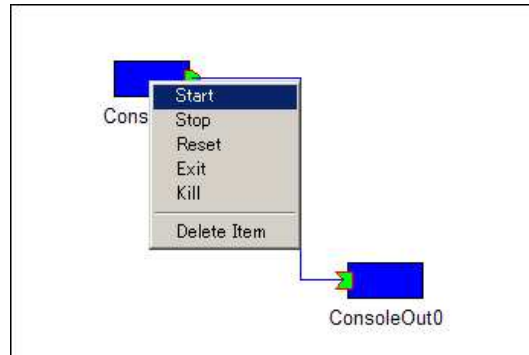 Cons
Start
Stop
Reset
Exit
Kill
Delete Item
ConsoleOut0